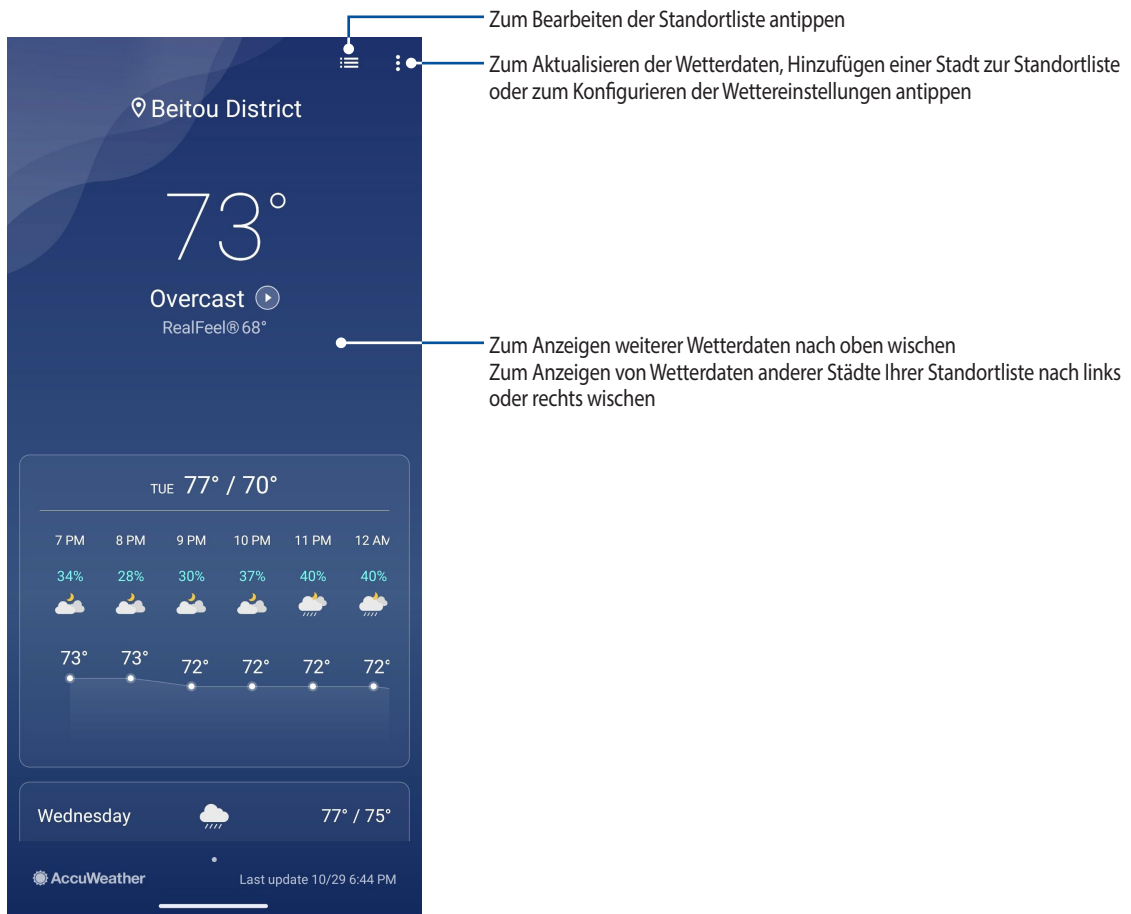 Zum Bearbeiten der Standortliste antippen
Zum Aktualisieren der Wetterdaten, Hinzufügen einer Stadt zur Standortliste
oder zum Konfigurieren der Wettereinstellungen antippen
Beitou District
73°
Overcast
RealFeel® 68°
Zum Anzeigen weiterer Wetterdaten nach oben wischen
Zum Anzeigen von Wetterdaten anderer Städte Ihrer Standortliste nach links
oder rechts wischen
TUE 77° / 70°
7 PM 8 PM 9 PM 10 PM 11 PM 12 AM
34% 28% 30% 37% 40% 40%
73° 73° 72° 72° 72° 72°
Wednesday 77° / 75°
AccuWeather Last update 10/29 6:44 PM